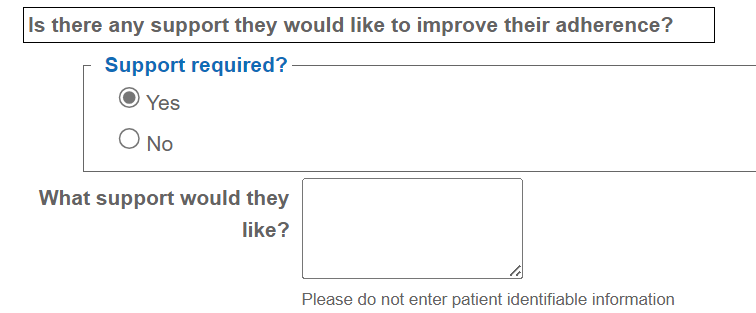 Is there any support they would like to improve their adherence?
Support required?
Yes
No
What support would they
like?
Please do not enter patient identifiable information